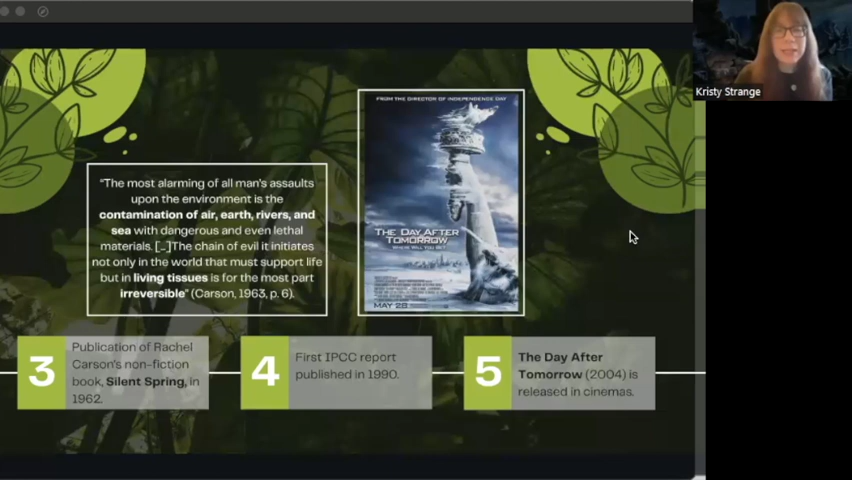 Kristy Strange
FROM THE DIRECTOR OF INDEPENDENCE DAY
"The most alarming of all man's assaults
upon the environment is the
contamination of air, earth, rivers, and
sea with dangerous and even lethal
materials. [...]The chain of evil it initiates
not only in the world that must support life
but in living tissues is for the most part
irreversible" (Carson, 1963, p. 6).
THE DAY AFTER
TOMORROW
WHERE WILL YOU BE?
MAY 28
3
Publication of Rachel
Carson's non-fiction
book, Silent Spring, in
1962.
4
First IPCC report
published in 1990.
5
The Day After
Tomorrow (2004) is
released in cinemas.